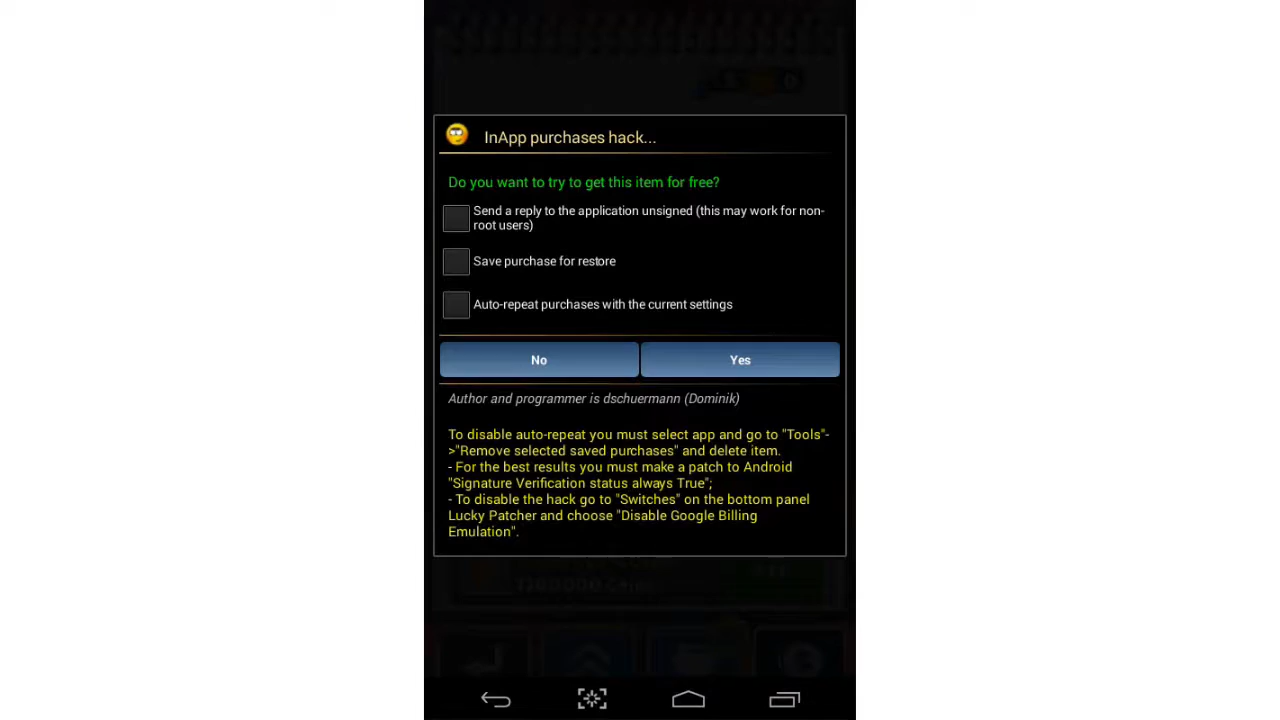 InApp purchases hack...
Do you want to try to get this item for free?
Send a reply to the application unsigned (this may work for non-
root users)
Save purchase for restore
Auto-repeat purchases with the current settings
No
Yes
Author and programmer is dschuermann (Dominik)
To disable auto-repeat you must select app and go to "Tools"-
>"Remove selected saved purchases" and delete item.
- For the best results you must make a patch to Android
"Signature Verification status always True";
- To disable the hack go to "Switches" on the bottom panel
Lucky Patcher and choose "Disable Google Billing
Emulation".